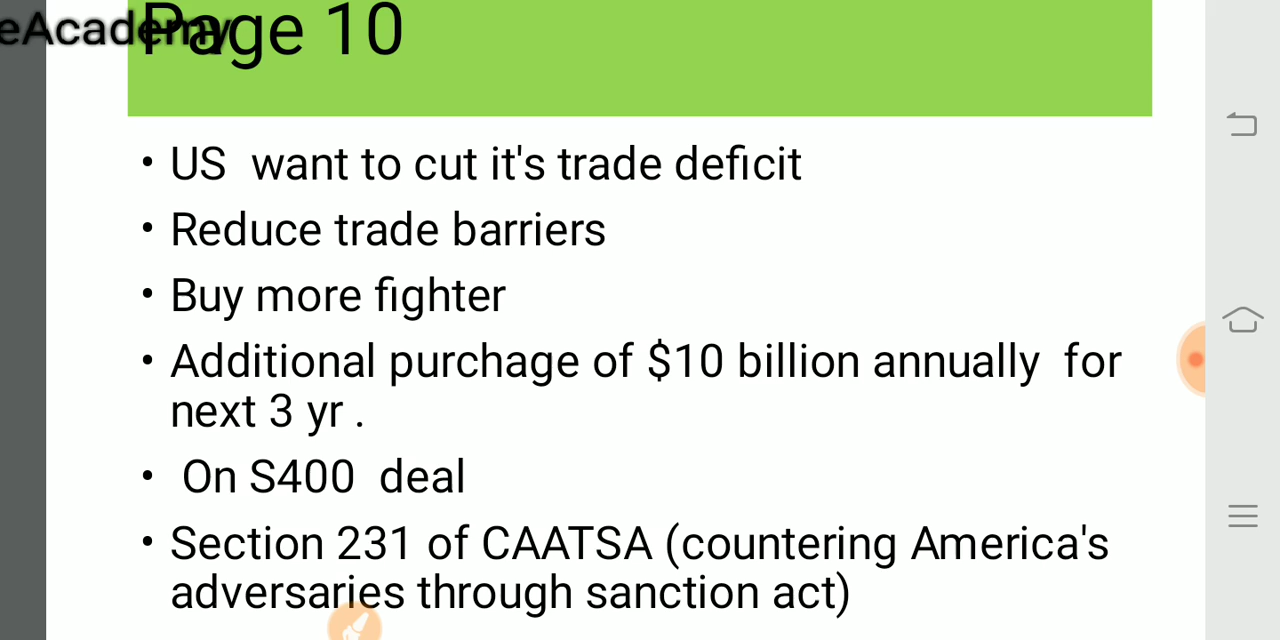 eAcademy
Page 10
• US want to cut it's trade deficit
• Reduce trade barriers
• Buy more fighter
• Additional purchage of $10 billion annually for
next 3 yr .
• On S400 deal
• Section 231 of CAATSA (countering America's
adversaries through sanction act)